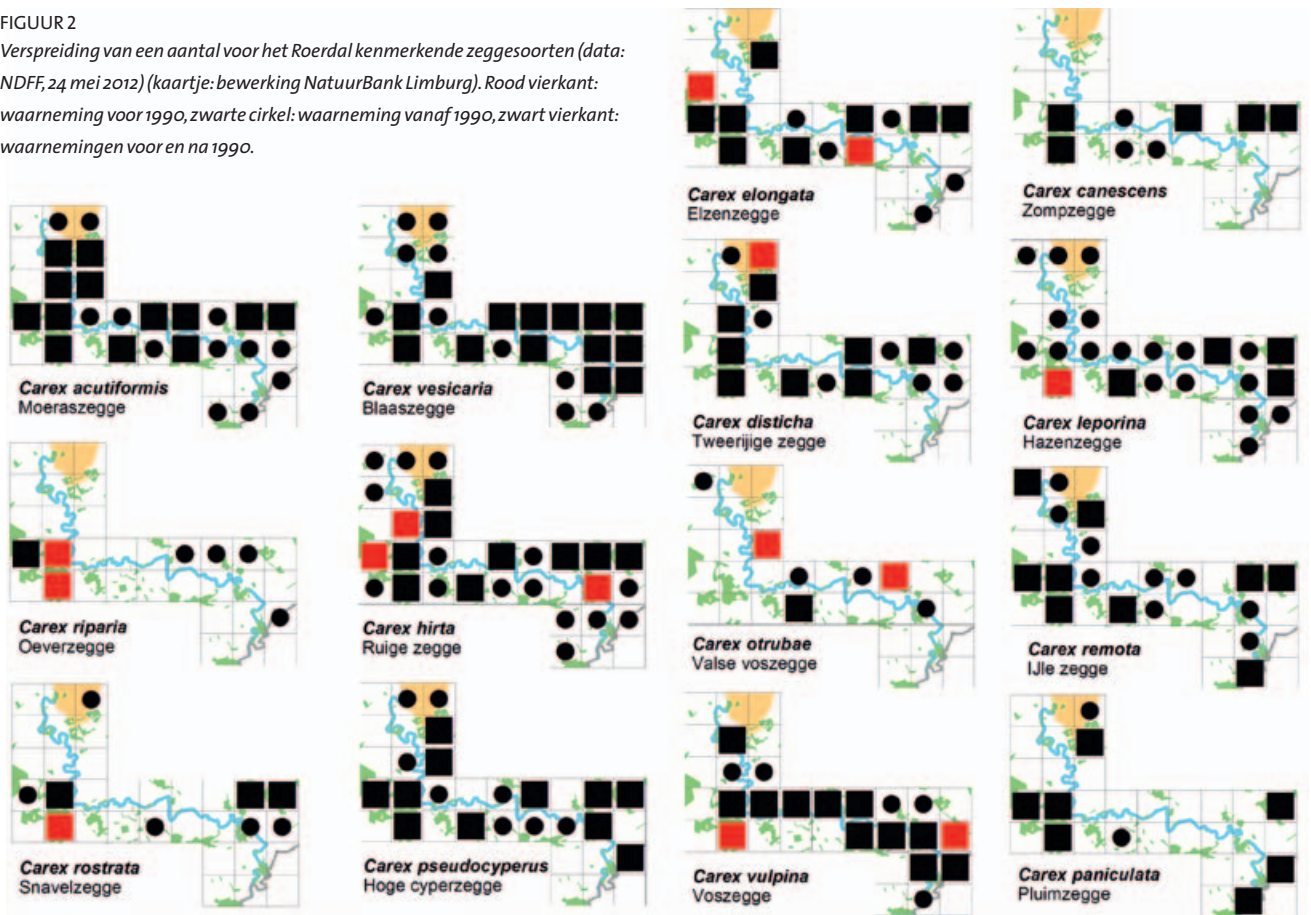 FIGUUR 2
Verspreiding van een aantal voor het Roerdal kenmerkende zeggesoorten (data:
NDFF, 24 mei 2012) (kaartje: bewerking NatuurBank Limburg). Rood vierkant:
waarneming voor 1990, zwarte cirkel: waarneming vanaf 1990, zwart vierkant:
waarnemingen voor en na 1990.
Carex elongata
Elzenzegge
Carex canescens
Zompzegge
Carex acutiformis
Moeraszegge
Carex vesicaria
Blaaszegge
Carex disticha
Tweerijige zegge
Carex leporina
Hazenzegge
Carex riparia
Oeverzegge
Carex hirta
Ruige zegge
Carex otrubae
Valse voszegge
Carex remota
IJle zegge
Carex rostrata
Snavelzegge
Carex pseudocyperus
Hoge cyperzegge
Carex vulpina
Voszegge
Carex paniculata
Pluimzegge